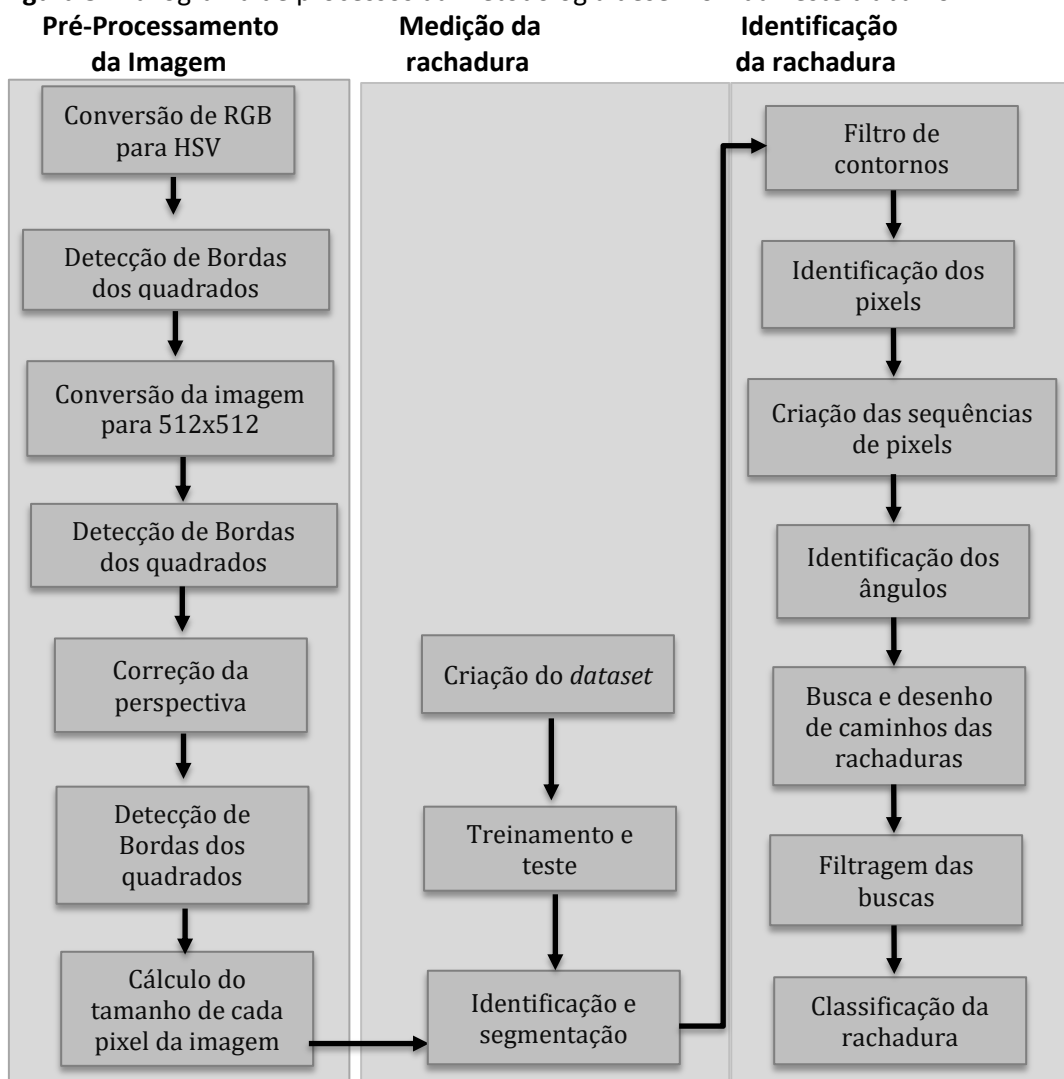 Pré-Processamento
da Imagem
Conversão de RGB
para HSV
Detecção de Bordas
dos quadrados
Conversão da imagem
para 512x512
Detecção de Bordas
dos quadrados
Correção da
perspectiva
Detecção de
Bordas dos
quadrados
Cálculo do
tamanho de cada
pixel da imagem
Medição da
rachadura
Criação do dataset
Treinamento e
teste
Identificação e
segmentação
Identificação
da rachadura
Filtro de
contornos
Identificação dos
pixels
Criação das sequências
de pixels
Identificação dos
ângulos
Busca e desenho
de caminhos das
rachaduras
Filtragem das
buscas
Classificação da
rachadura